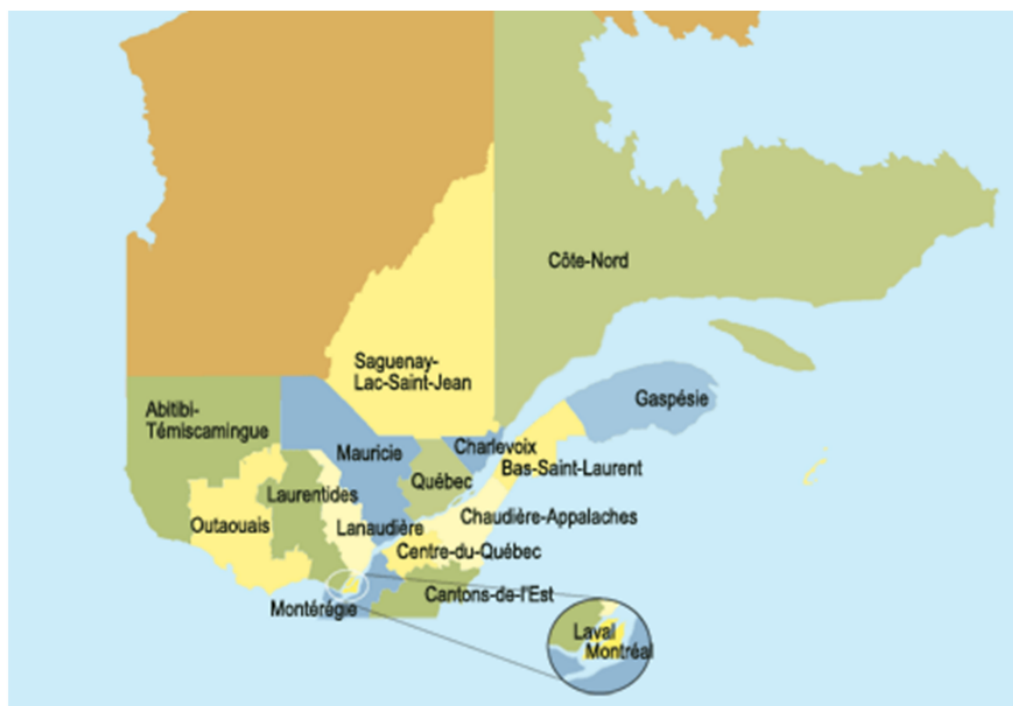 Côte-Nord
Saguenay-
Lac-Saint-Jean
Gaspésie
Abitibi-
Témiscamingue
Mauricie
Charlevoix
Bas-Saint-Laurent
Québec
Laurentides
Outaouais
Lanaudière
Chaudière-Appalaches
Centre-du-Québec
Cantons-de-l'Est
Montérégie
Laval
Montréal